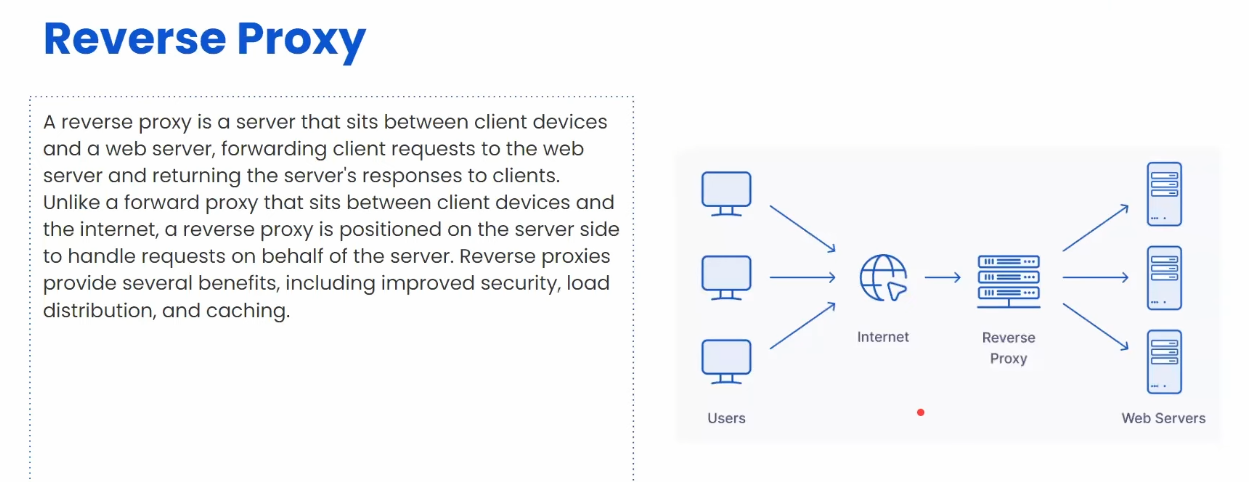 Reverse Proxy
A reverse proxy is a server that sits between client devices
and a web server, forwarding client requests to the web
server and returning the server's responses to clients.
Unlike a forward proxy that sits between client devices and
the internet, a reverse proxy is positioned on the server side
to handle requests on behalf of the server. Reverse proxies
provide several benefits, including improved security, load
distribution, and caching.
Internet
Reverse
Proxy
Users
Web Servers